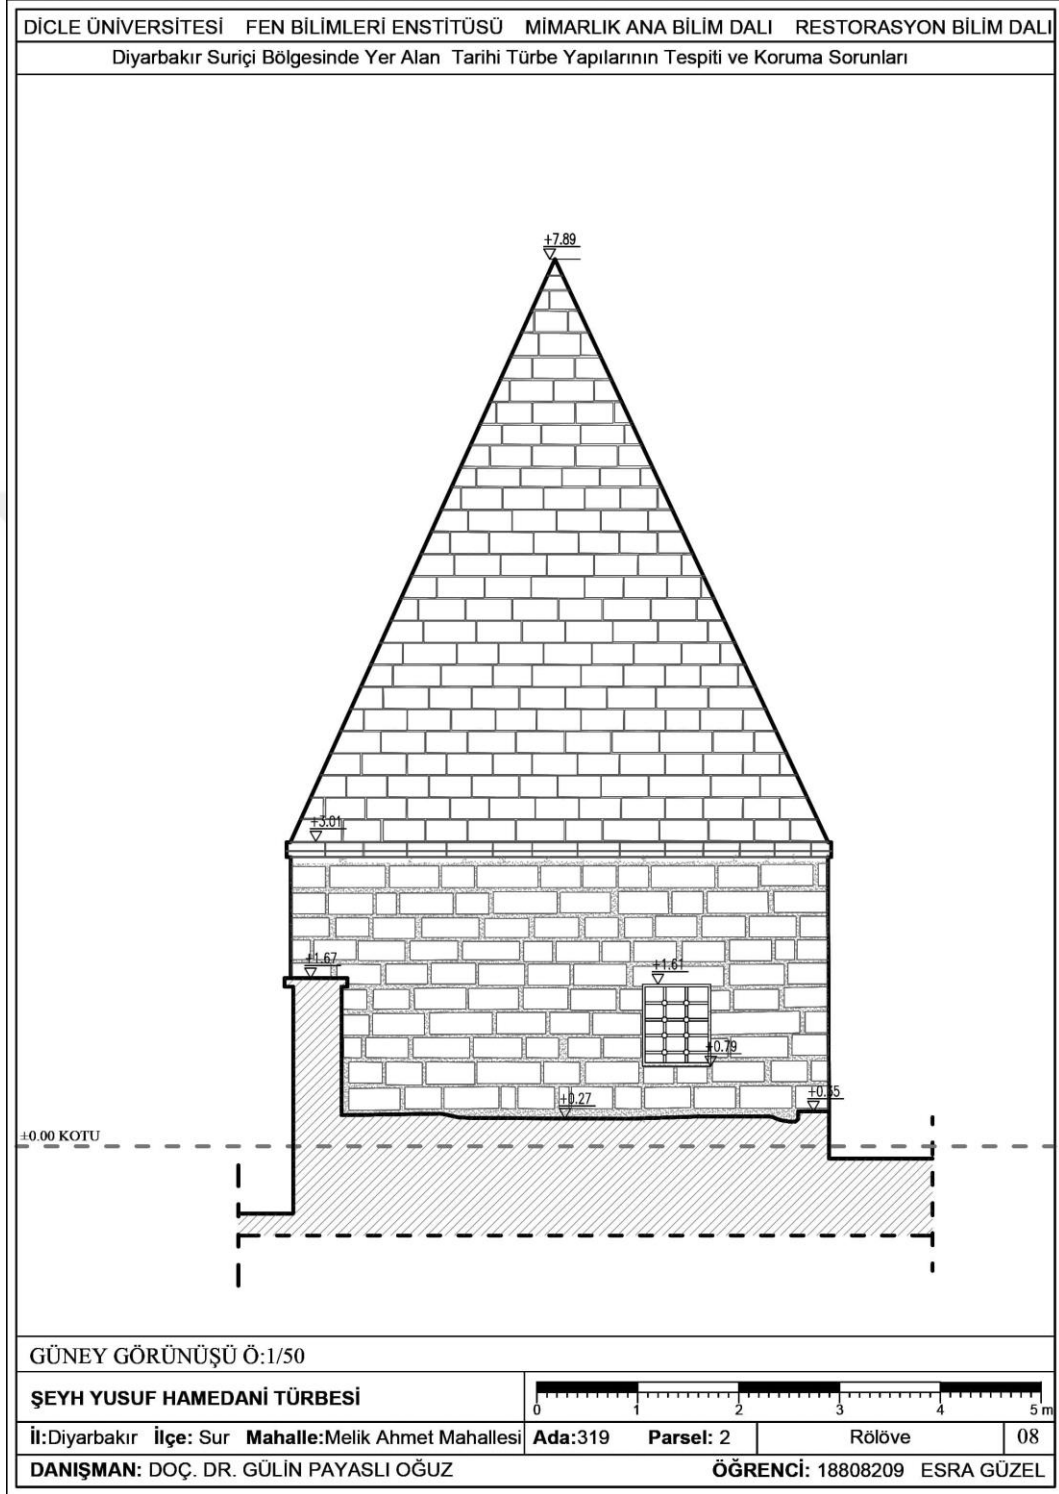 DİCLE ÜNİVERSİTESİ FEN BİLİMLERİ ENSTİTÜSÜ MİMARLIK ANA BİLİM DALI RESTORASYON BİLİM DALI
Diyarbakır Suriçi Bölgesinde Yer Alan Tarihi Türbe Yapılarının Tespiti ve Koruma Sorunları
+7.89
+3.01
+1.67
+1.61
+0.79
+0.27
±0.00 KOTU
GÜNEY GÖRÜNÜŞÜ Ö:1/50
ŞEYH YUSUF HAMEDANİ TÜRBESİ
0 1 2 3 4 5 m
İl:Diyarbakır İlçe: Sur Mahalle:Melik Ahmet Mahallesi Ada:319 Parsel: 2 Rölöve 08
DANIŞMAN: DOÇ. DR. GÜLİN PAYASLI OĞUZ ÖĞRENCİ: 18808209 ESRA GÜZEL